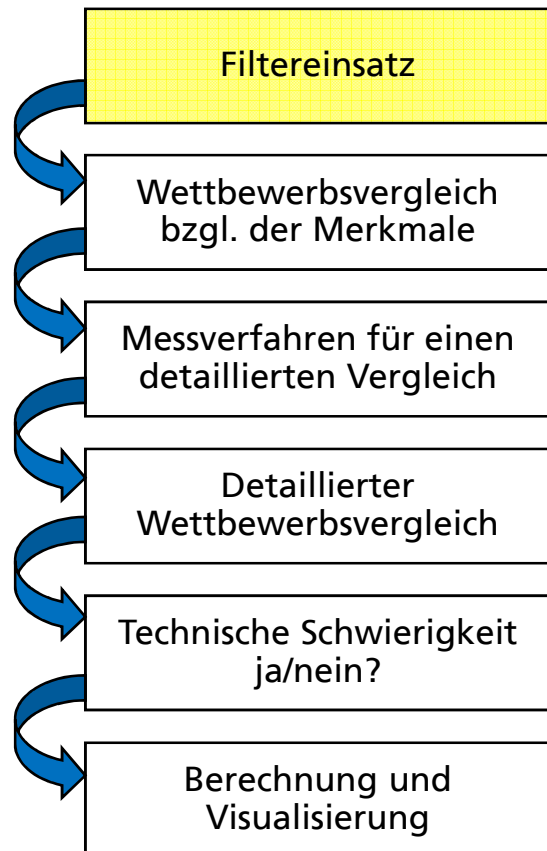 Filtereinsatz
Wettbewerbsvergleich
bzgl. der Merkmale
Messverfahren für einen
detaillierten Vergleich
Detaillierter
Wettbewerbsvergleich
Technische Schwierigkeit
ja/nein?
Berechnung und
Visualisierung